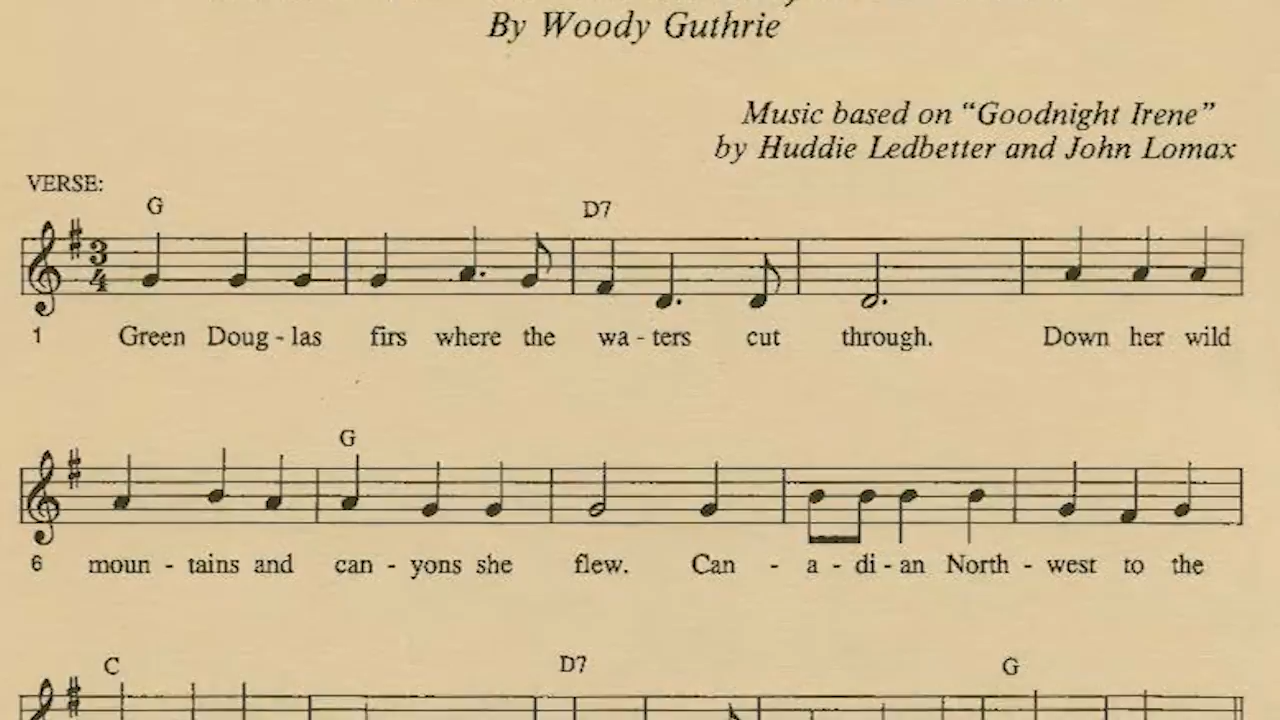 By Woody Guthrie
Music based on “Goodnight Irene”
by Huddie Ledbetter and John Lomax
VERSE:
G D7
3
4
1 Green Doug - las firs where the wa - ters cut through. Down her wild
G
6 moun - tains and can - yons she flew. Can - a - di - an North - west to the
C D7 G